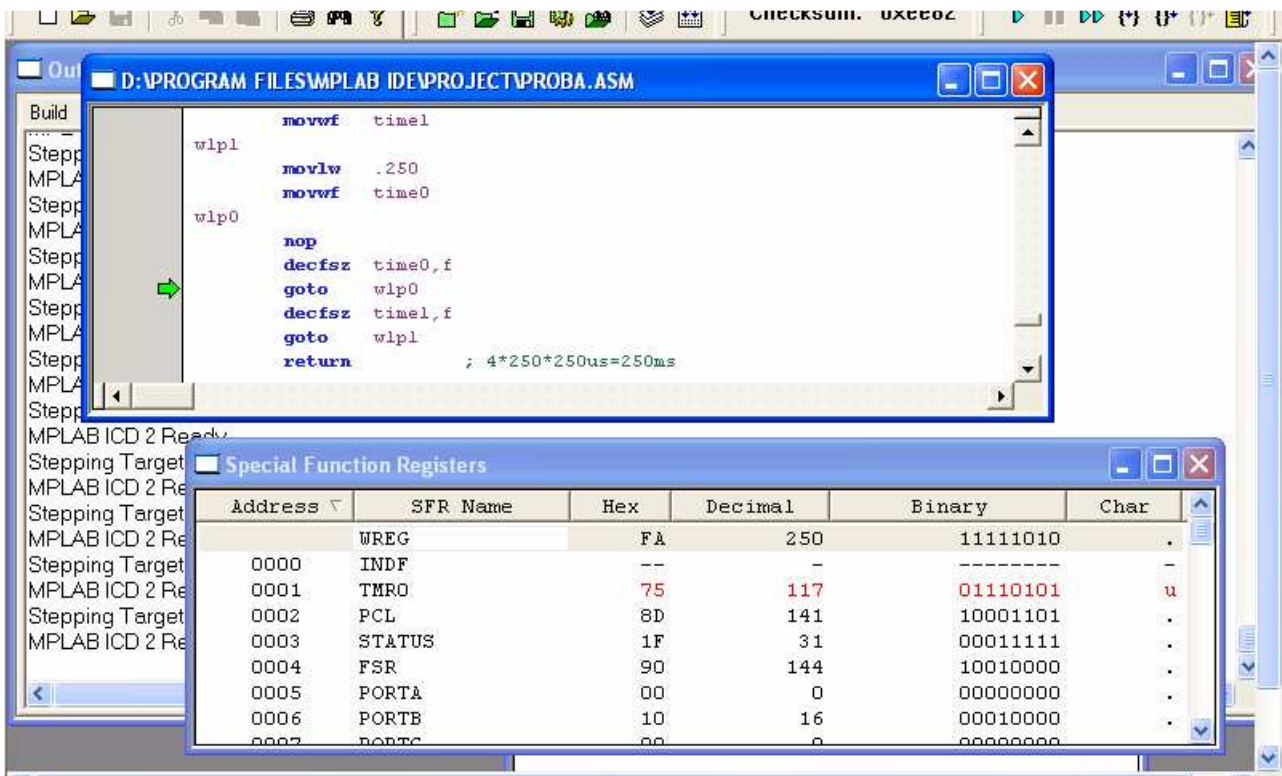 Checksum: 0xee82
D:\PROGRAM FILES\MPLAB IDE\PROJECT\PROBA.ASM
Out
Build
movwf time1
wlp1
movlw .250
movwf time0
wlp0
nop
decfsz time0,f
goto wlp0
decfsz time1,f
goto wlp1
return ; 4*250*250us=250ms
Stepp
MPLA
Stepp
MPLA
Stepp
MPLA
Stepp
MPLA
Stepp
MPLA
Stepp
MPLAB ICD 2 Ready
Stepping Target
MPLAB ICD 2 Re
Stepping Target
MPLAB ICD 2 Re
Stepping Target
MPLAB ICD 2 Re
Stepping Target
MPLAB ICD 2 Re
Special Function Registers
Address SFR Name Hex Decimal Binary Char
WREG FA 250 11111010 .
0000 INDF -- - -------- -
0001 TMR0 75 117 01110101 u
0002 PCL 8D 141 10001101 .
0003 STATUS 1F 31 00011111 .
0004 FSR 90 144 10010000 .
0005 PORTA 00 0 00000000 .
0006 PORTB 10 16 00010000 .
0007 PORTC 00 0 00000000